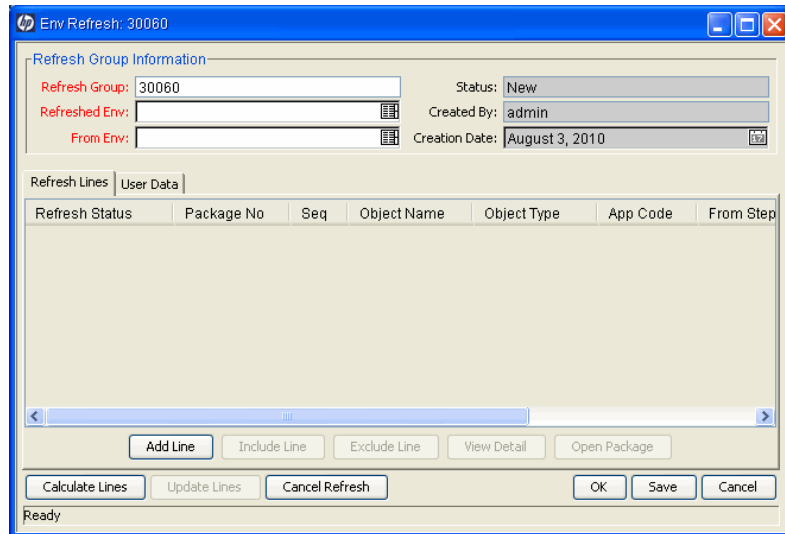 hp Env Refresh: 30060
Refresh Group Information
Refresh Group: 30060 Status: New
Refreshed Env: Created By: admin
From Env: Creation Date: August 3, 2010
Refresh Lines User Data
Refresh Status Package No Seq Object Name Object Type App Code From Step
Add Line Include Line Exclude Line View Detail Open Package
Calculate Lines Update Lines Cancel Refresh OK Save Cancel
Ready